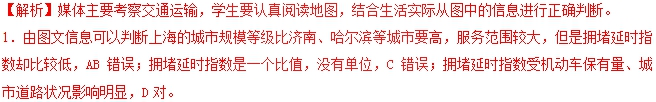 【解析】媒体主要考察交通运输，学生要认真阅读地图，结合生活实际从图中的信息进行正确判断。
1．由图文信息可以判断上海的城市规模等级比济南、哈尔滨等城市要高，服务范围较大，但是拥堵延时指
数却比较低，AB 错误；拥堵延时指数是一个比值，没有单位，C 错误；拥堵延时指数受机动车保有量、城
市道路状况影响明显，D 对。